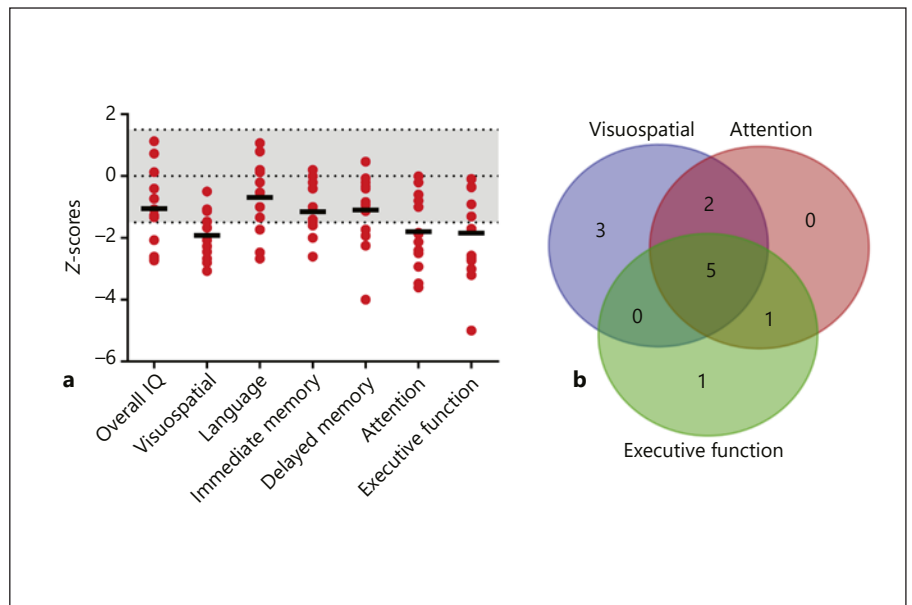 2
0
−2
−4
−6
Z-scores
Overall IQ
Visuospatial
Language
Immediate memory
Delayed memory
Attention
Executive function
a
Visuospatial
Attention
3
2
0
5
0
1
1
Executive function
b